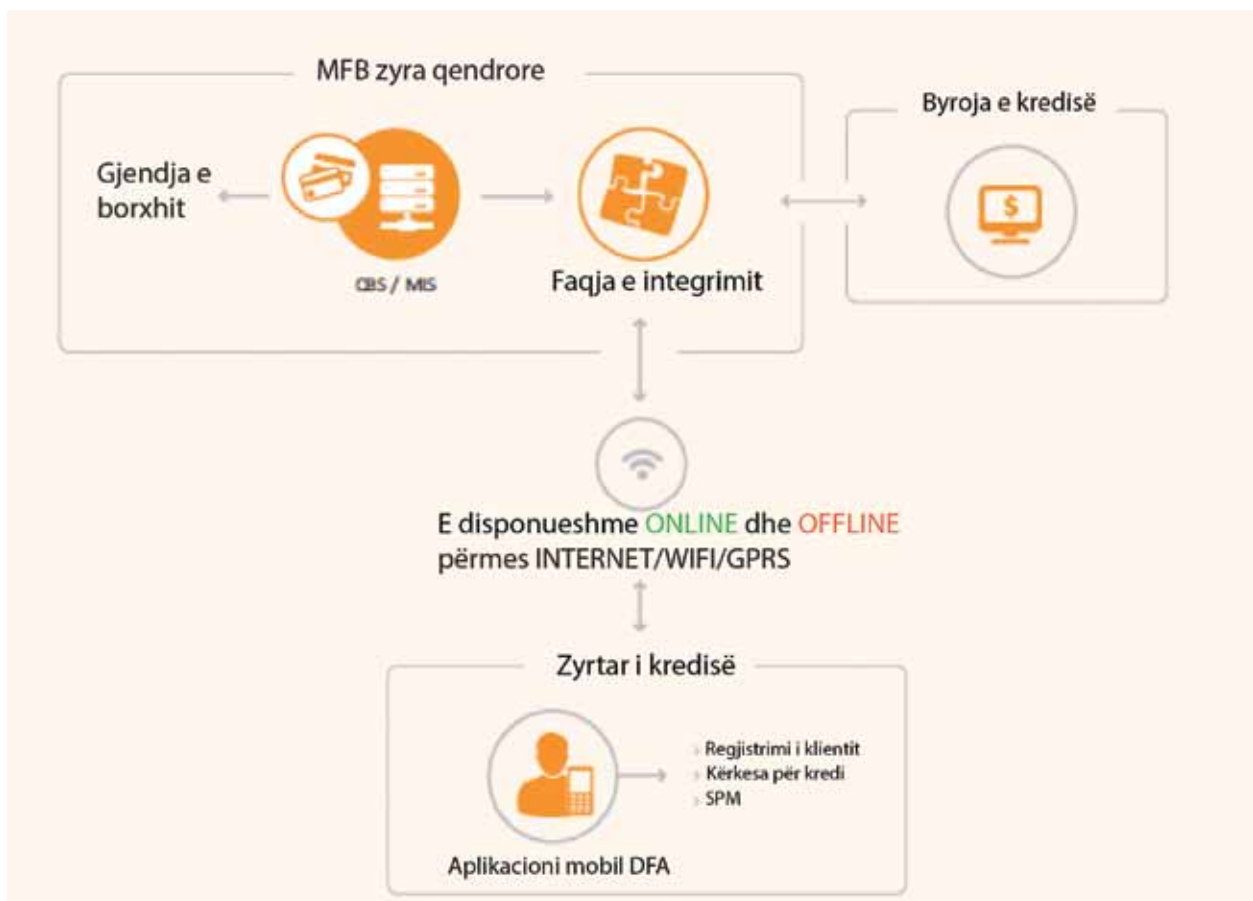 MFB zyra qendrore
Byroja e kredisë
Gjendja e
borxhit
$
CBS / MIS
Faqja e integrimit
E disponueshme ONLINE dhe OFFLINE
përmes INTERNET/WIFI/GPRS
Zyrtar i kredisë
› Regjistrimi i klientit
› Kërkesa për kredi
› SPM
Aplikacioni mobil DFA